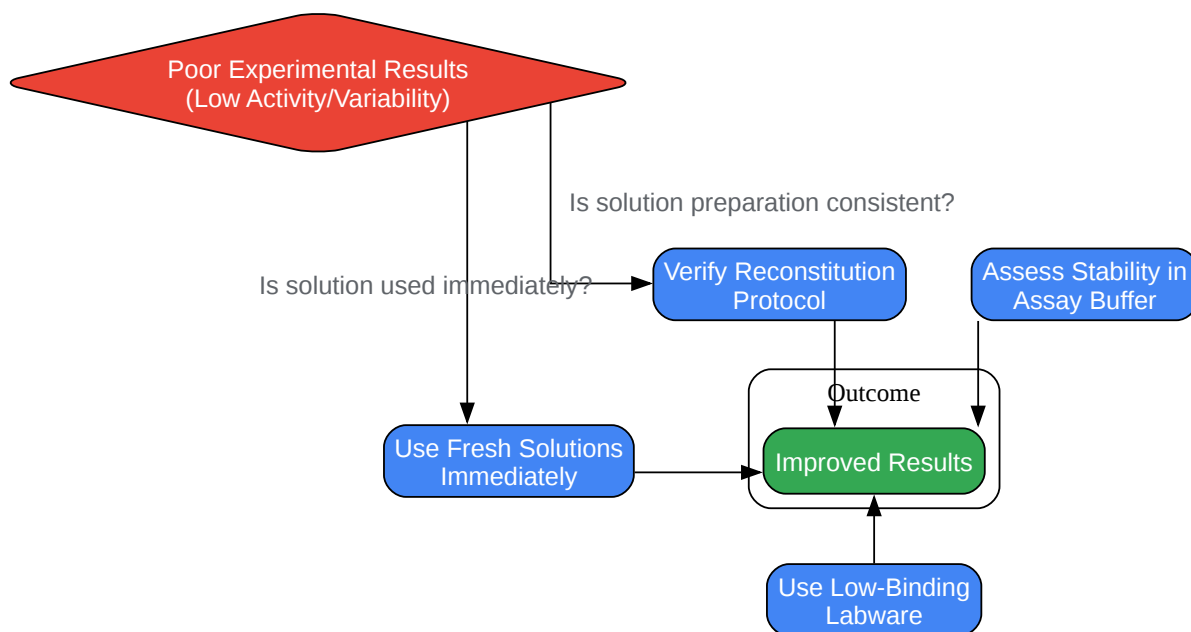 Poor Experimental Results
(Low Activity/Variability)
Is solution preparation consistent?
Is solution used immediately?
Verify Reconstitution
Protocol
Assess Stability in
Assay Buffer
Outcome
Use Fresh Solutions
Immediately
Improved Results
Use Low-Binding
Labware